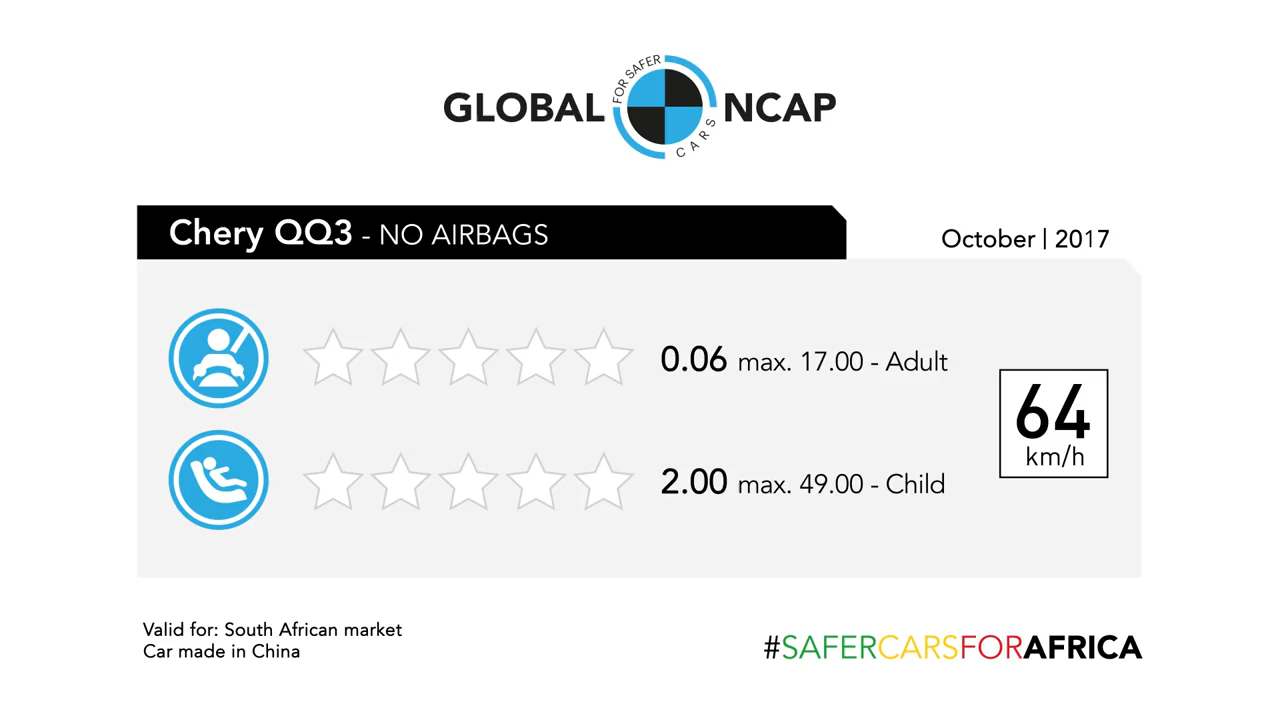 GLOBAL FOR SAFER CARS NCAP
Chery QQ3 - NO AIRBAGS
October | 2017
0.06 max. 17.00 - Adult
64
km/h
2.00 max. 49.00 - Child
Valid for: South African market
Car made in China
#SAFERCARSFORAFRICA